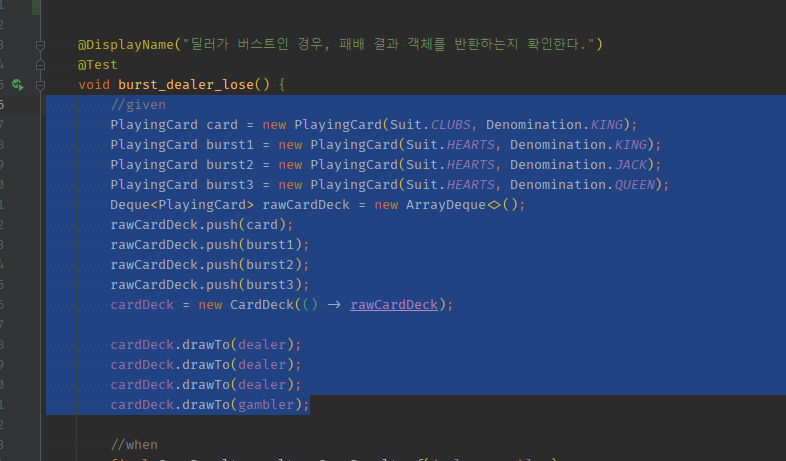 @DisplayName("딜러가 버스트인 경우, 패배 결과 객체를 반환하는지 확인한다.")
@Test
void burst_dealer_lose() {
//given
PlayingCard card = new PlayingCard(Suit.CLUBS, Denomination.KING);
PlayingCard burst1 = new PlayingCard(Suit.HEARTS, Denomination.KING);
PlayingCard burst2 = new PlayingCard(Suit.HEARTS, Denomination.JACK);
PlayingCard burst3 = new PlayingCard(Suit.HEARTS, Denomination.QUEEN);
Deque<PlayingCard> rawCardDeck = new ArrayDeque<>();
rawCardDeck.push(card);
rawCardDeck.push(burst1);
rawCardDeck.push(burst2);
rawCardDeck.push(burst3);
cardDeck = new CardDeck(() -> rawCardDeck);
cardDeck.drawTo(dealer);
cardDeck.drawTo(dealer);
cardDeck.drawTo(dealer);
cardDeck.drawTo(gambler);
//when